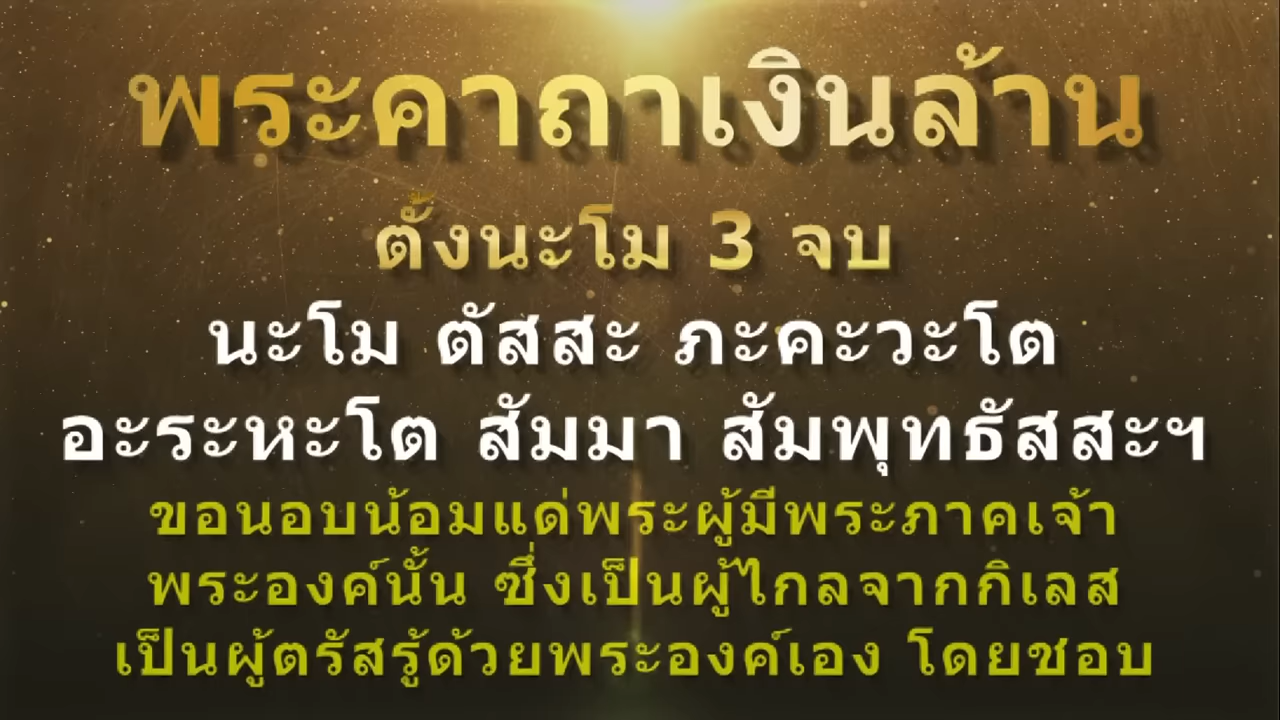 พระคาถาเงินล้าน
ตั้งนะโม 3 จบ
นะโม ตัสสะ ภะคะวะโต
อะระหะโต สัมมา สัมพุทธัสสะฯ
ขอนอบน้อมแด่พระผู้มีพระภาคเจ้า
พระองค์นั้น ซึ่งเป็นผู้ไกลจากกิเลส
เป็นผู้ตรัสรู้ด้วยพระองค์เอง โดยชอบ